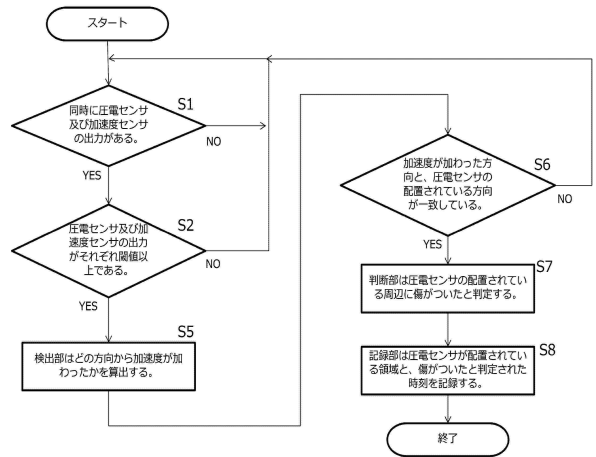 スタート
S1
同時に圧電センサ
及び加速度センサ
の出力がある。
NO
YES
S2
圧電センサ及び加
速度センサの出力
がそれぞれ閾値以
上である。
NO
YES
S5
検出部はどの方向から加速度が加
わったかを算出する。
S6
加速度が加わった方
向と、圧電センサの
配置されている方向
が一致している。
NO
YES
S7
判断部は圧電センサの配置されてい
る周辺に傷がついたと判定する。
S8
記録部は圧電センサが配置されてい
る領域と、傷がついたと判定された
時刻を記録する。
終了